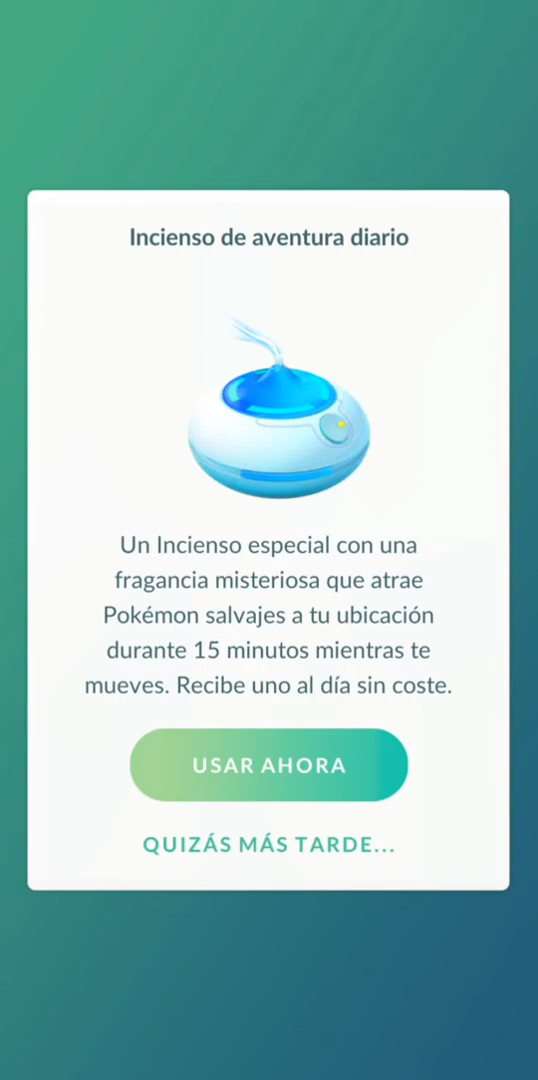 Incienso de aventura diario
Un Incienso especial con una
fragancia misteriosa que atrae
Pokémon salvajes a tu ubicación
durante 15 minutos mientras te
mueves. Recibe uno al día sin coste.
USAR AHORA
QUIZÁS MÁS TARDE...